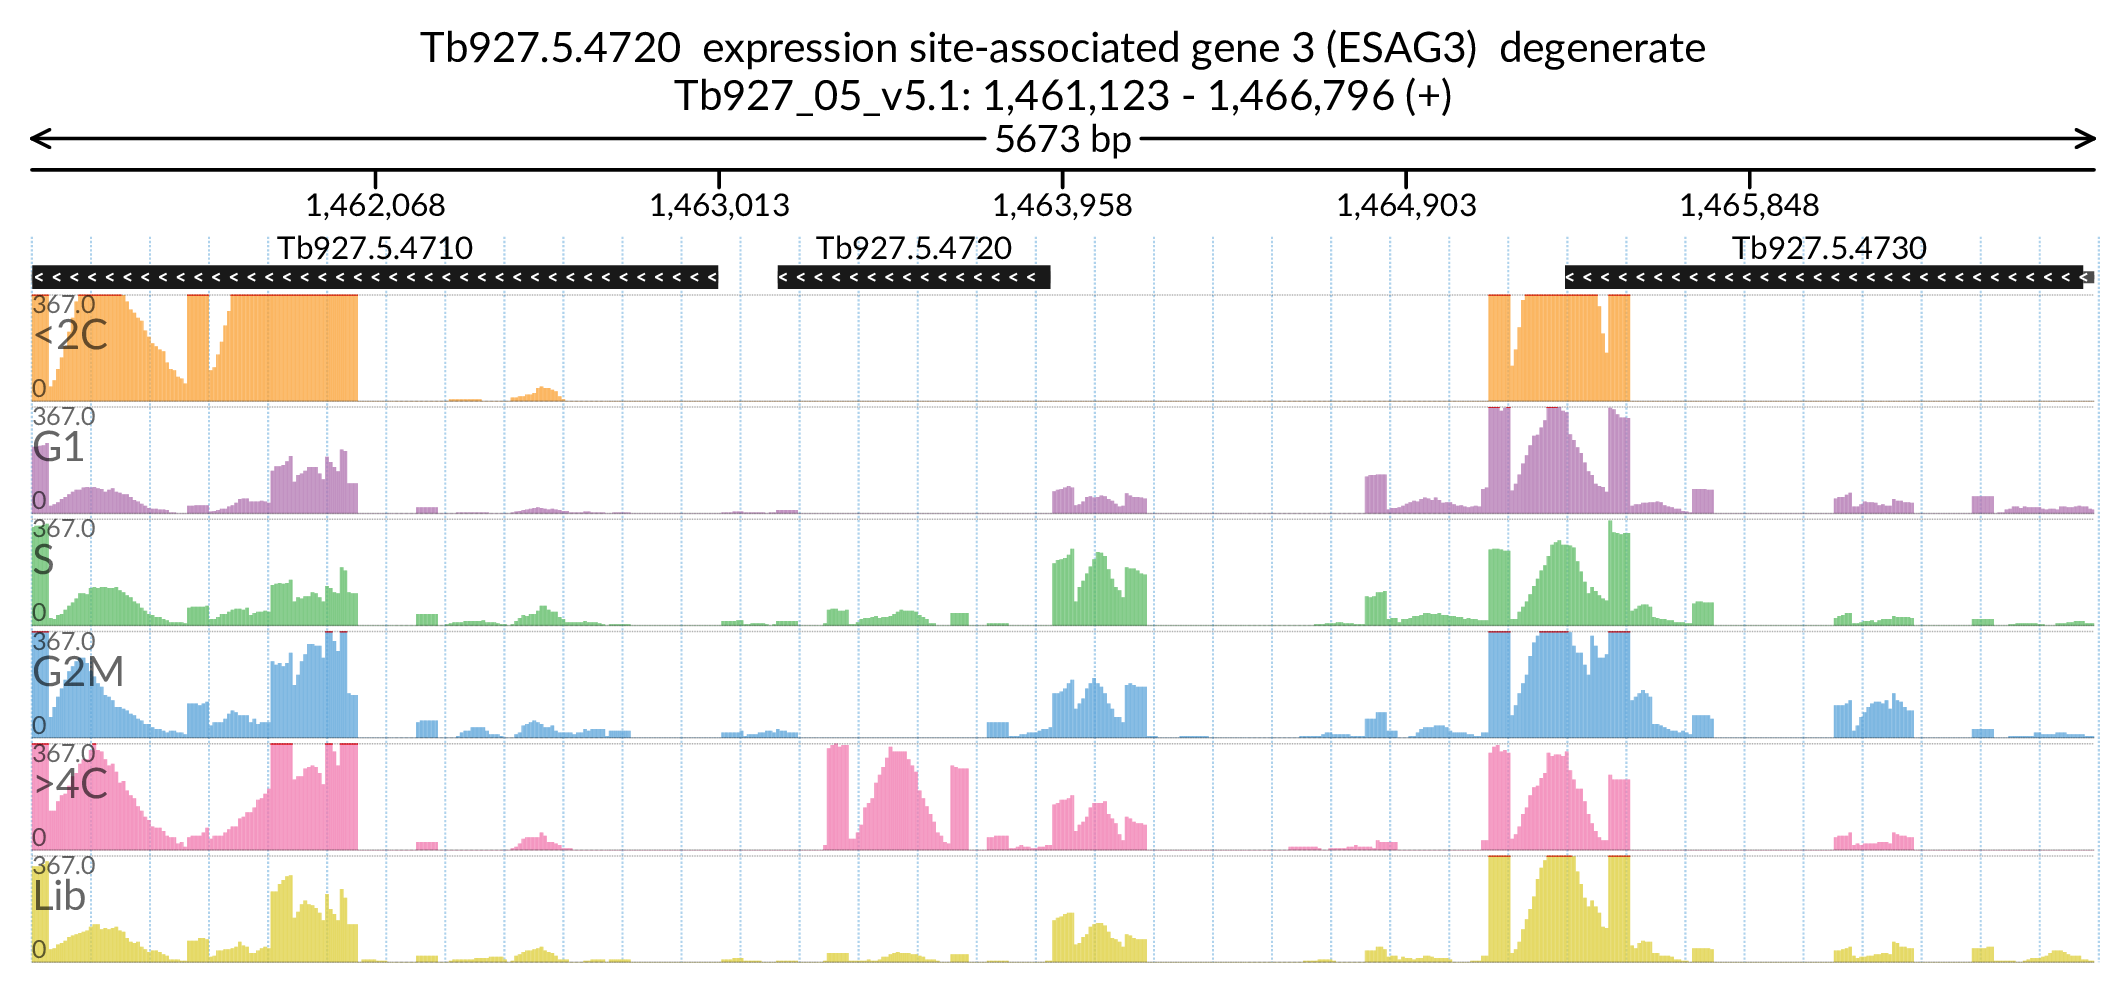 Tb927.5.4720  expression site-associated gene 3 (ESAG3)  degenerate
Tb927_05_v5.1: 1,461,123 - 1,466,796 (+)
5673 bp
1,462,068 1,463,013 1,463,958 1,464,903 1,465,848
Tb927.5.4710 Tb927.5.4720 Tb927.5.4730
367.0
<2C
0
367.0
G1
0
367.0
S
0
367.0
G2M
0
367.0
>4C
0
367.0
Lib
0